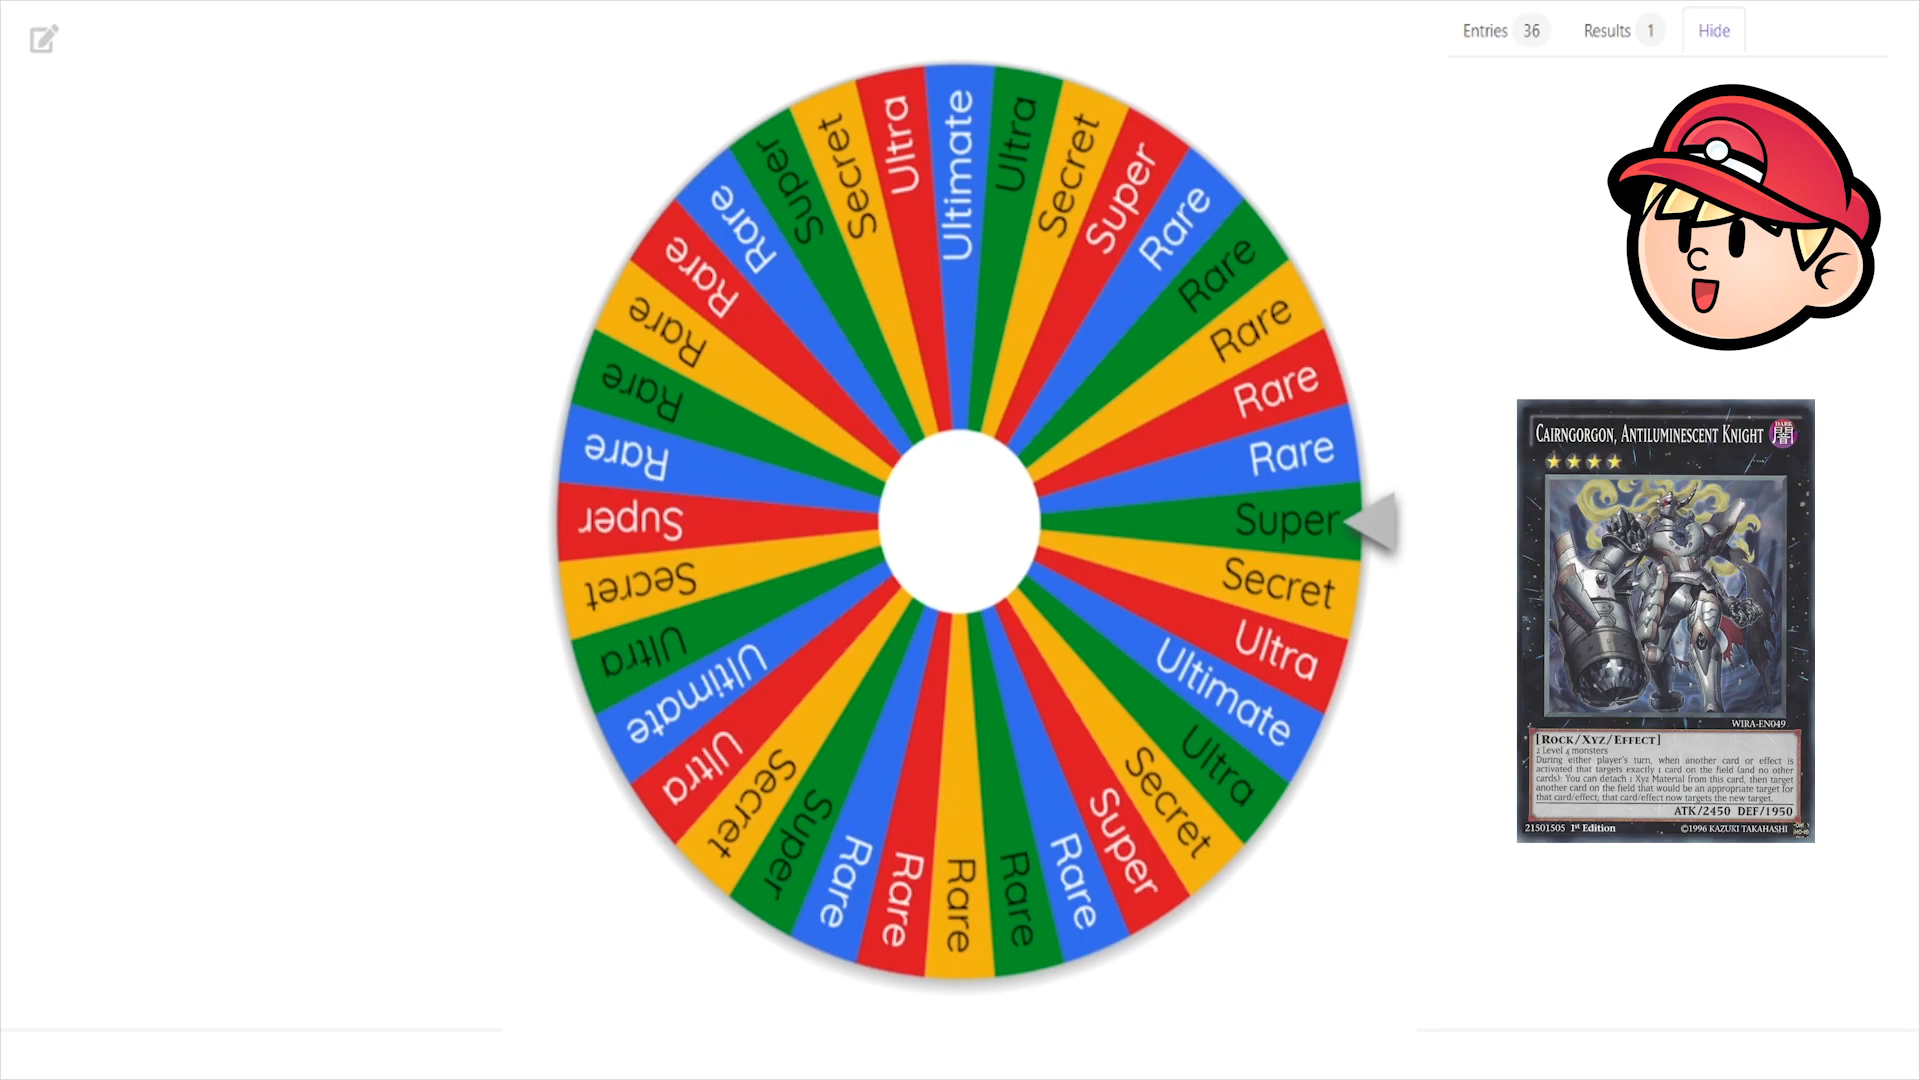 Entries 36 Results 1 Hide
Ultimate
Ultra
Secret
Super
Rare
Rare
Rare
Rare
Rare
Super
Secret
Ultra
Ultimate
Ultra
Secret
Super
Rare
Rare
Rare
Rare
Rare
Super
Secret
Ultra
Ultimate
Ultra
Secret
Super
Rare
Rare
Rare
Rare
Rare
Super
Secret
Ultra
CAIRNGORGON, ANTILUMINESCENT KNIGHT
DARK
闇
WIRA-EN049
[ROCK/XYZ/EFFECT]
2 Level 4 monsters
During either player's turn, when another card or effect is
activated that targets exactly 1 card on the field (and no other
cards): You can detach 1 Xyz Material from this card, then target
another card on the field that would be an appropriate target for
that card/effect; that card/effect now targets the new target.
ATK/2450 DEF/1950
21501505 1st Edition ©1996 KAZUKI TAKAHASHI